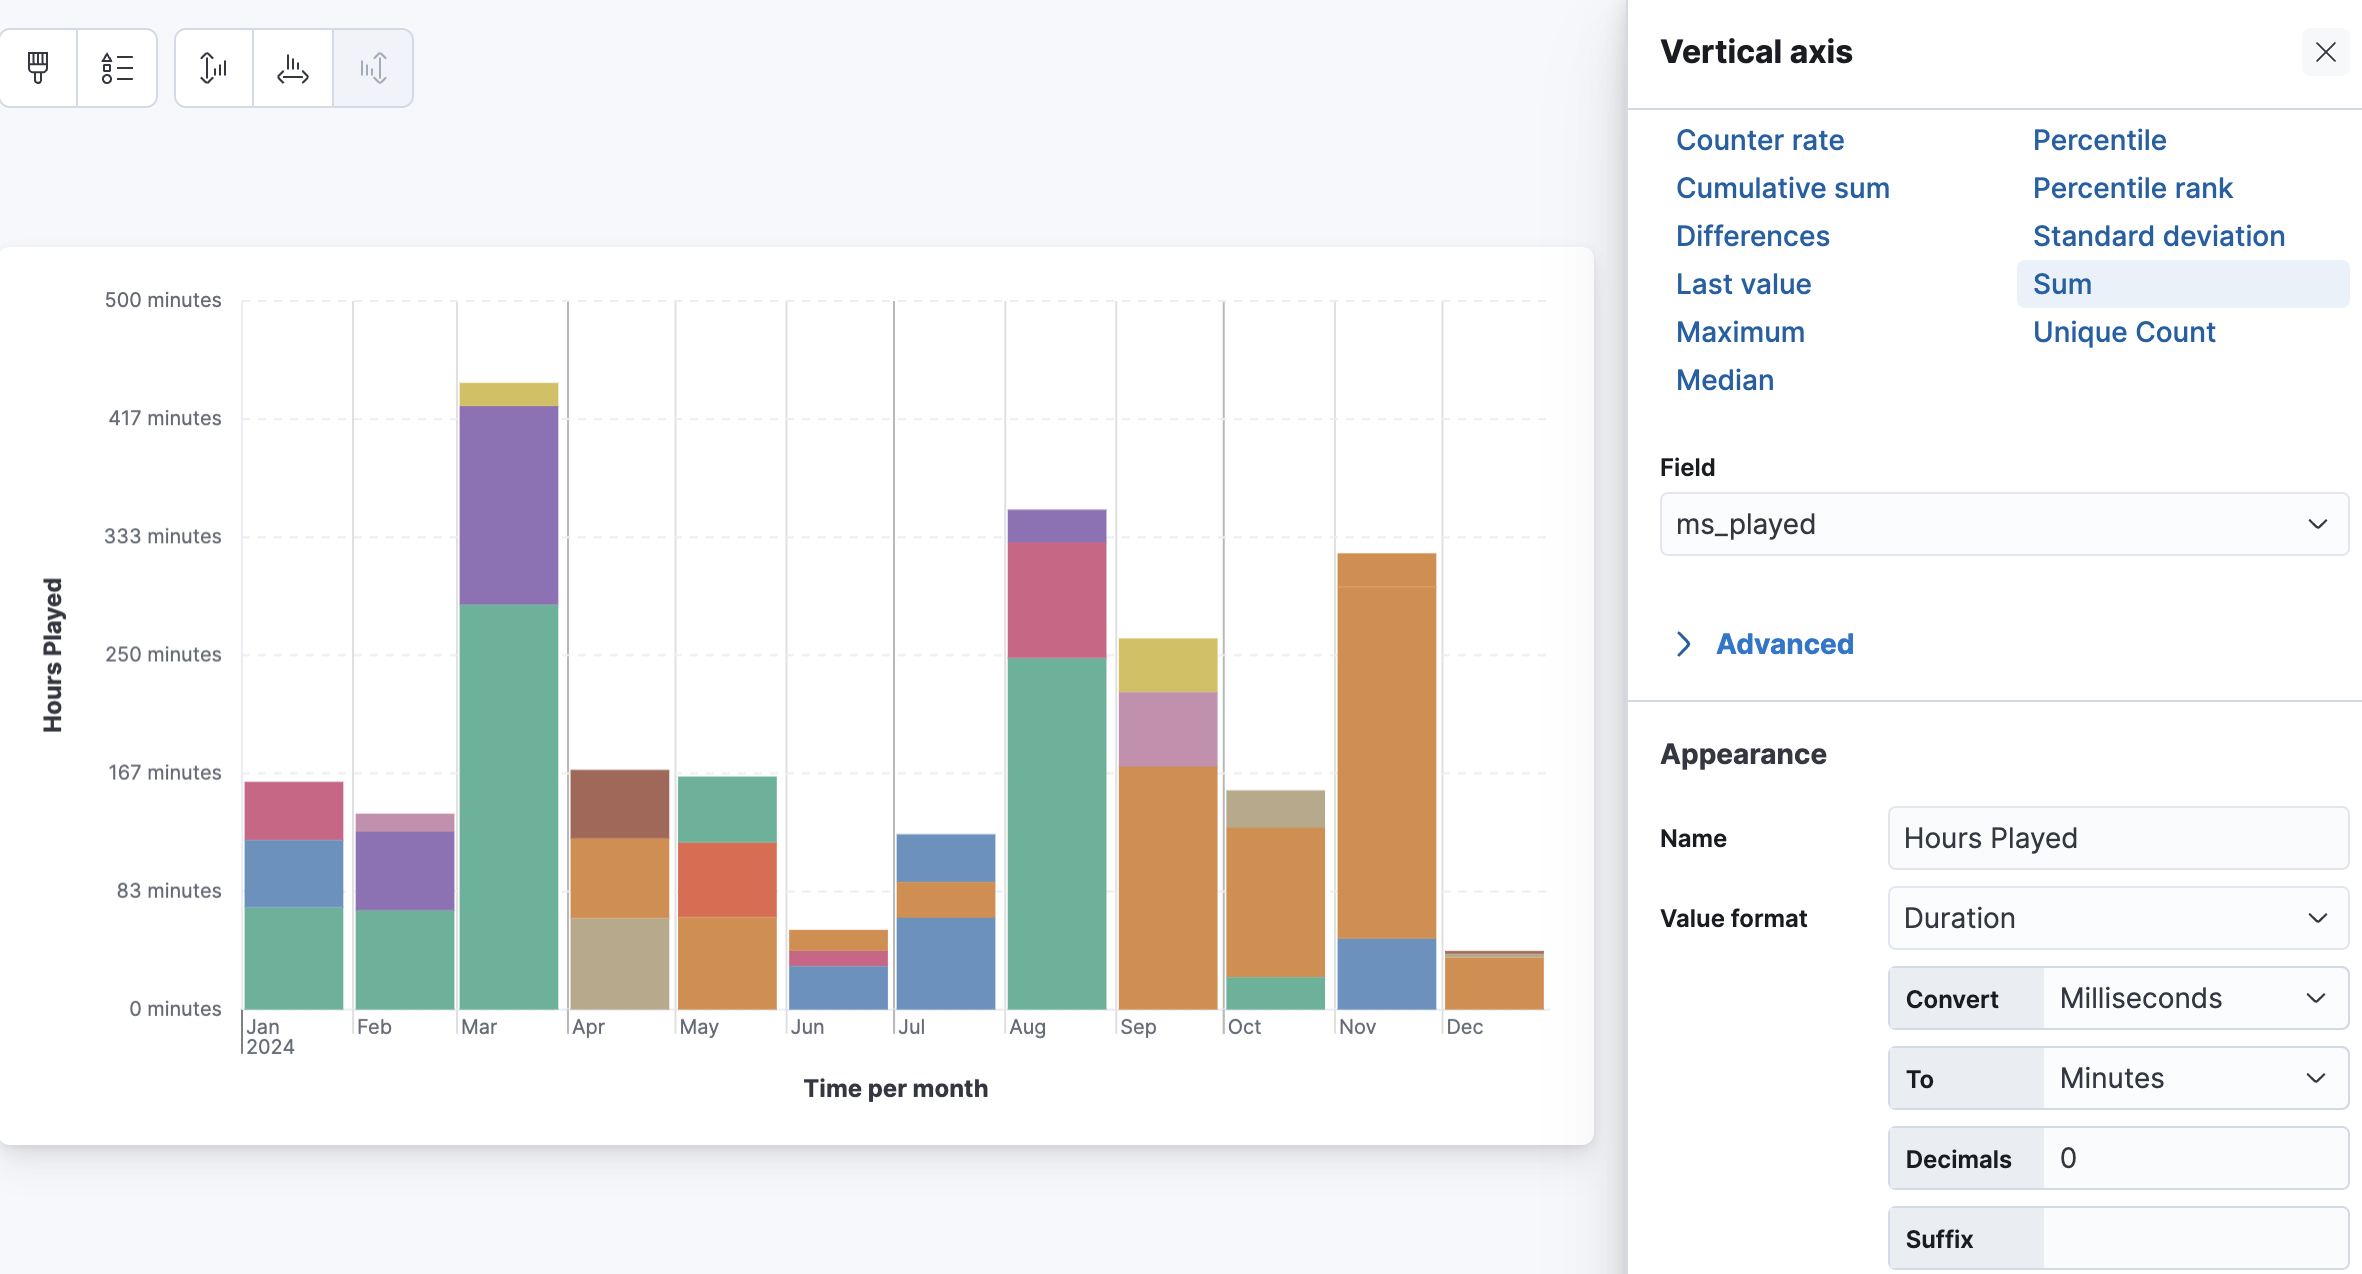 500 minutes
417 minutes
333 minutes
250 minutes
167 minutes
83 minutes
0 minutes
Hours Played
Jan Feb Mar Apr May Jun Jul Aug Sep Oct Nov Dec
2024
Time per month
Vertical axis
Counter rate
Cumulative sum
Differences
Last value
Maximum
Median
Percentile
Percentile rank
Standard deviation
Sum
Unique Count
Field
ms_played
Advanced
Appearance
Name Hours Played
Value format Duration
Convert Milliseconds
To Minutes
Decimals 0
Suffix